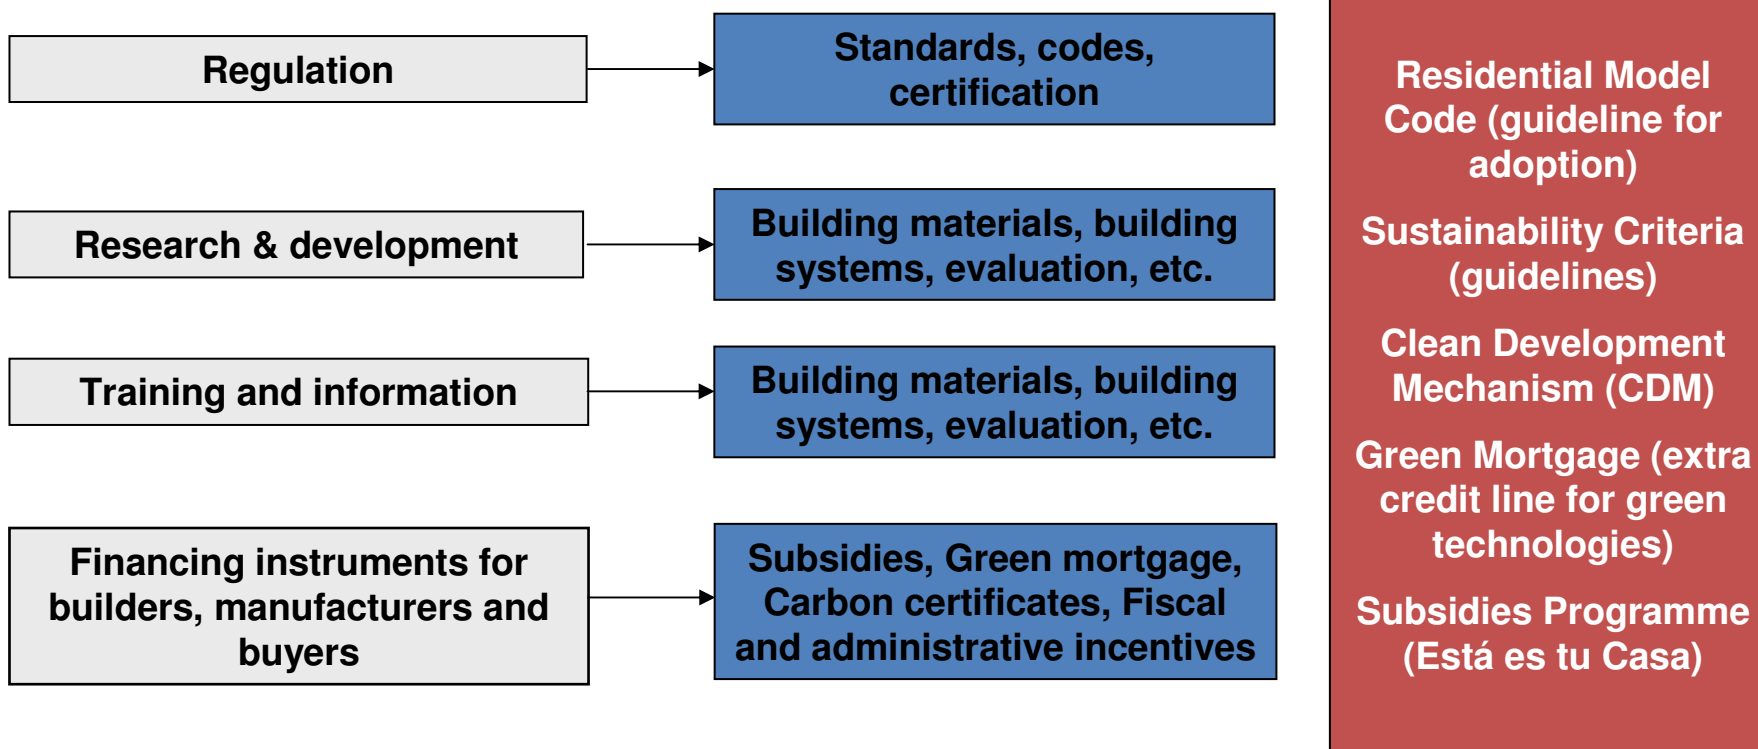 Regulation
Standards, codes,
certification
Research & development
Building materials, building
systems, evaluation, etc.
Training and information
Building materials, building
systems, evaluation, etc.
Financing instruments for
builders, manufacturers and
buyers
Subsidies, Green mortgage,
Carbon certificates, Fiscal
and administrative incentives
Residential Model
Code (guideline for
adoption)
Sustainability Criteria
(guidelines)
Clean Development
Mechanism (CDM)
Green Mortgage (extra
credit line for green
technologies)
Subsidies Programme
(Está es tu Casa)